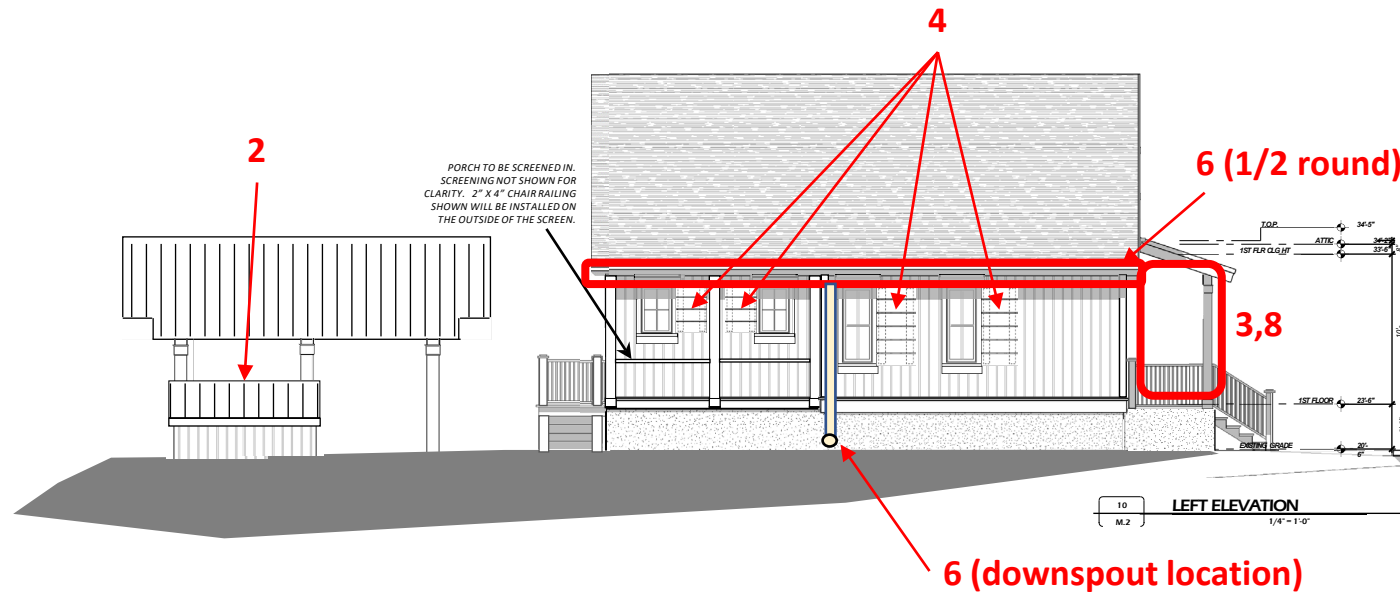 4
2
6 (1/2 round)
PORCH TO BE SCREENED IN.
SCREENING NOT SHOWN FOR
CLARITY. 2" X 4" CHAIR RAILING
SHOWN WILL BE INSTALLED ON
THE OUTSIDE OF THE SCREEN.
T.O.P. 34'-5"
ATTIC
1ST FLR CLG HT 33'-6"
3,8
1ST FLOOR 23'-6"
EXISTING GRADE 20'-
6"
10
M.2
LEFT ELEVATION
1/4" = 1'-0"
6 (downspout location)